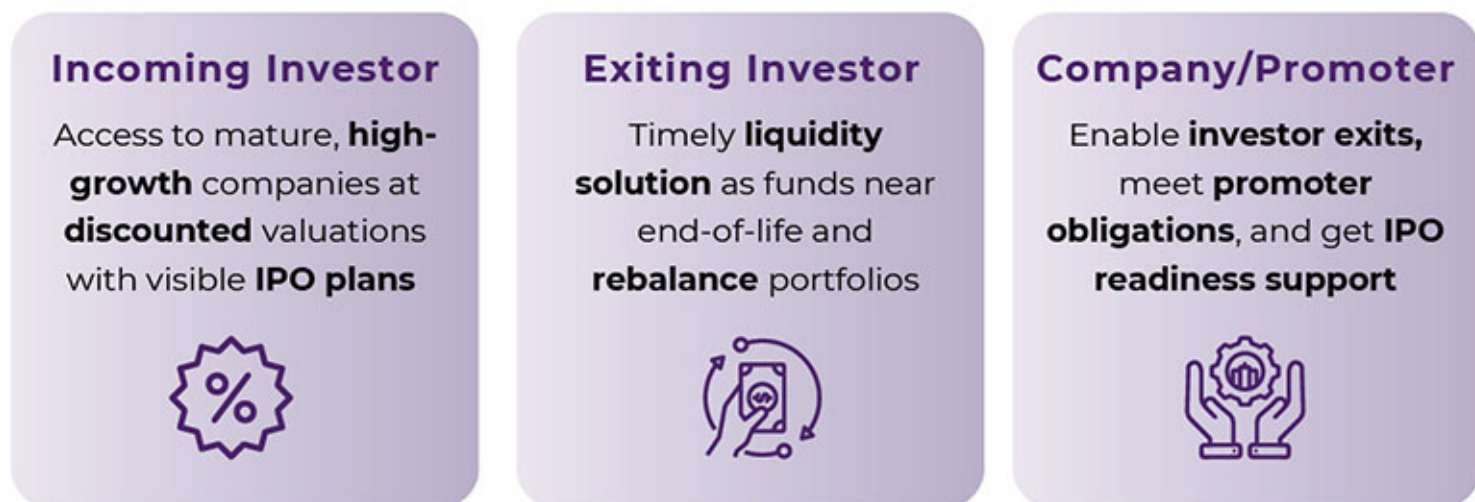 Incoming Investor
Access to mature, high-
growth companies at
discounted valuations
with visible IPO plans
Exiting Investor
Timely liquidity
solution as funds near
end-of-life and
rebalance portfolios
Company/Promoter
Enable investor exits,
meet promoter
obligations, and get IPO
readiness support
%